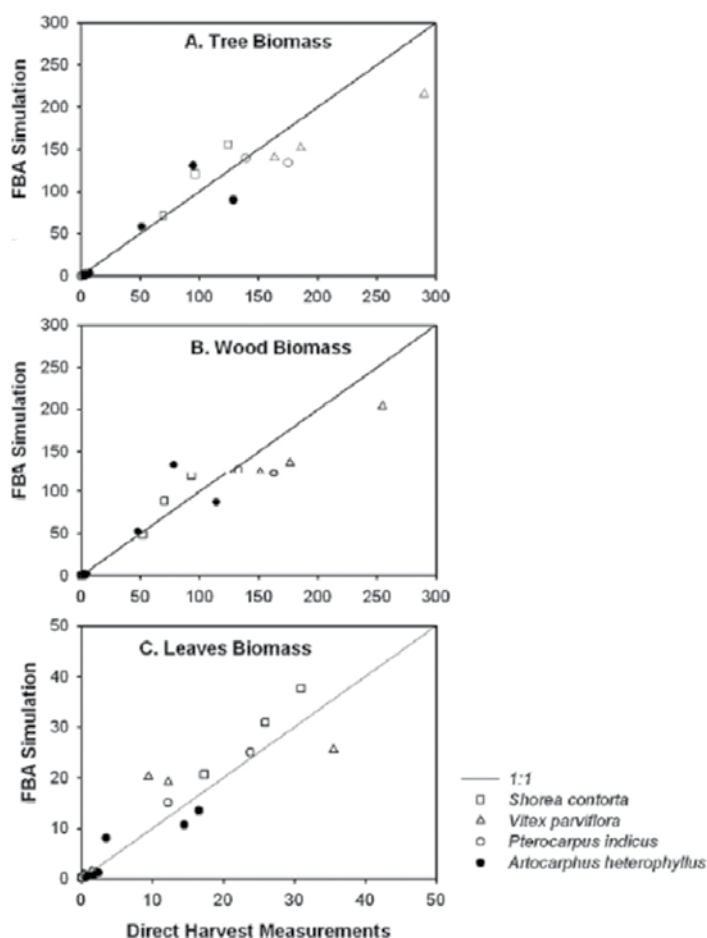 300
A. Tree Biomass
250
200
FBA Simulation
150
100
50
0
0 50 100 150 200 250 300
300
B. Wood Biomass
250
200
FBA Simulation
150
100
50
0
0 50 100 150 200 250 300
50
C. Leaves Biomass
40
30
FBA Simulation
20
10
0
0 10 20 30 40 50
Direct Harvest Measurements
1:1
Shorea contorta
Vitex parviflora
Pterocarpus indicus
Artocarphus heterophyllus